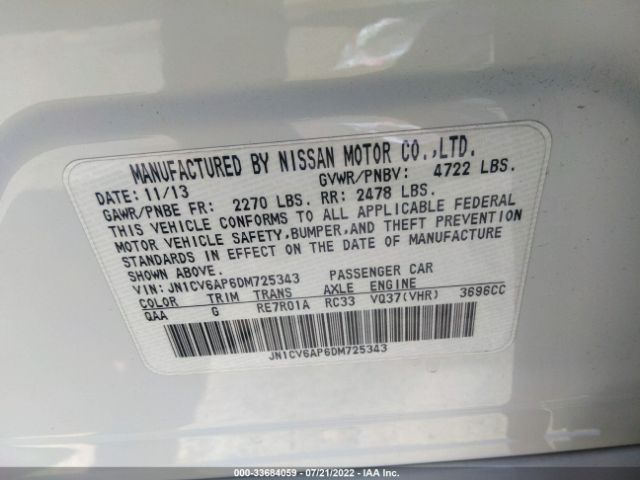 MANUFACTURED BY NISSAN MOTOR CO.,LTD.
DATE: 11/13 GVWR/PNBV: 4722 LBS.
GAWR/PNBE FR: 2270 LBS. RR: 2478 LBS.
THIS VEHICLE CONFORMS TO ALL APPLICABLE FEDERAL
MOTOR VEHICLE SAFETY,BUMPER,AND THEFT PREVENTION
STANDARDS IN EFFECT ON THE DATE OF MANUFACTURE
SHOWN ABOVE.
VIN: JN1CV6AP6DM725343 PASSENGER CAR
COLOR TRIM TRANS AXLE ENGINE
QAA G RE7R01A RC33 VQ37(VHR) 3696CC
JN1CV6AP6DM725343
000-33684059 - 07/21/2022 - IAA Inc.